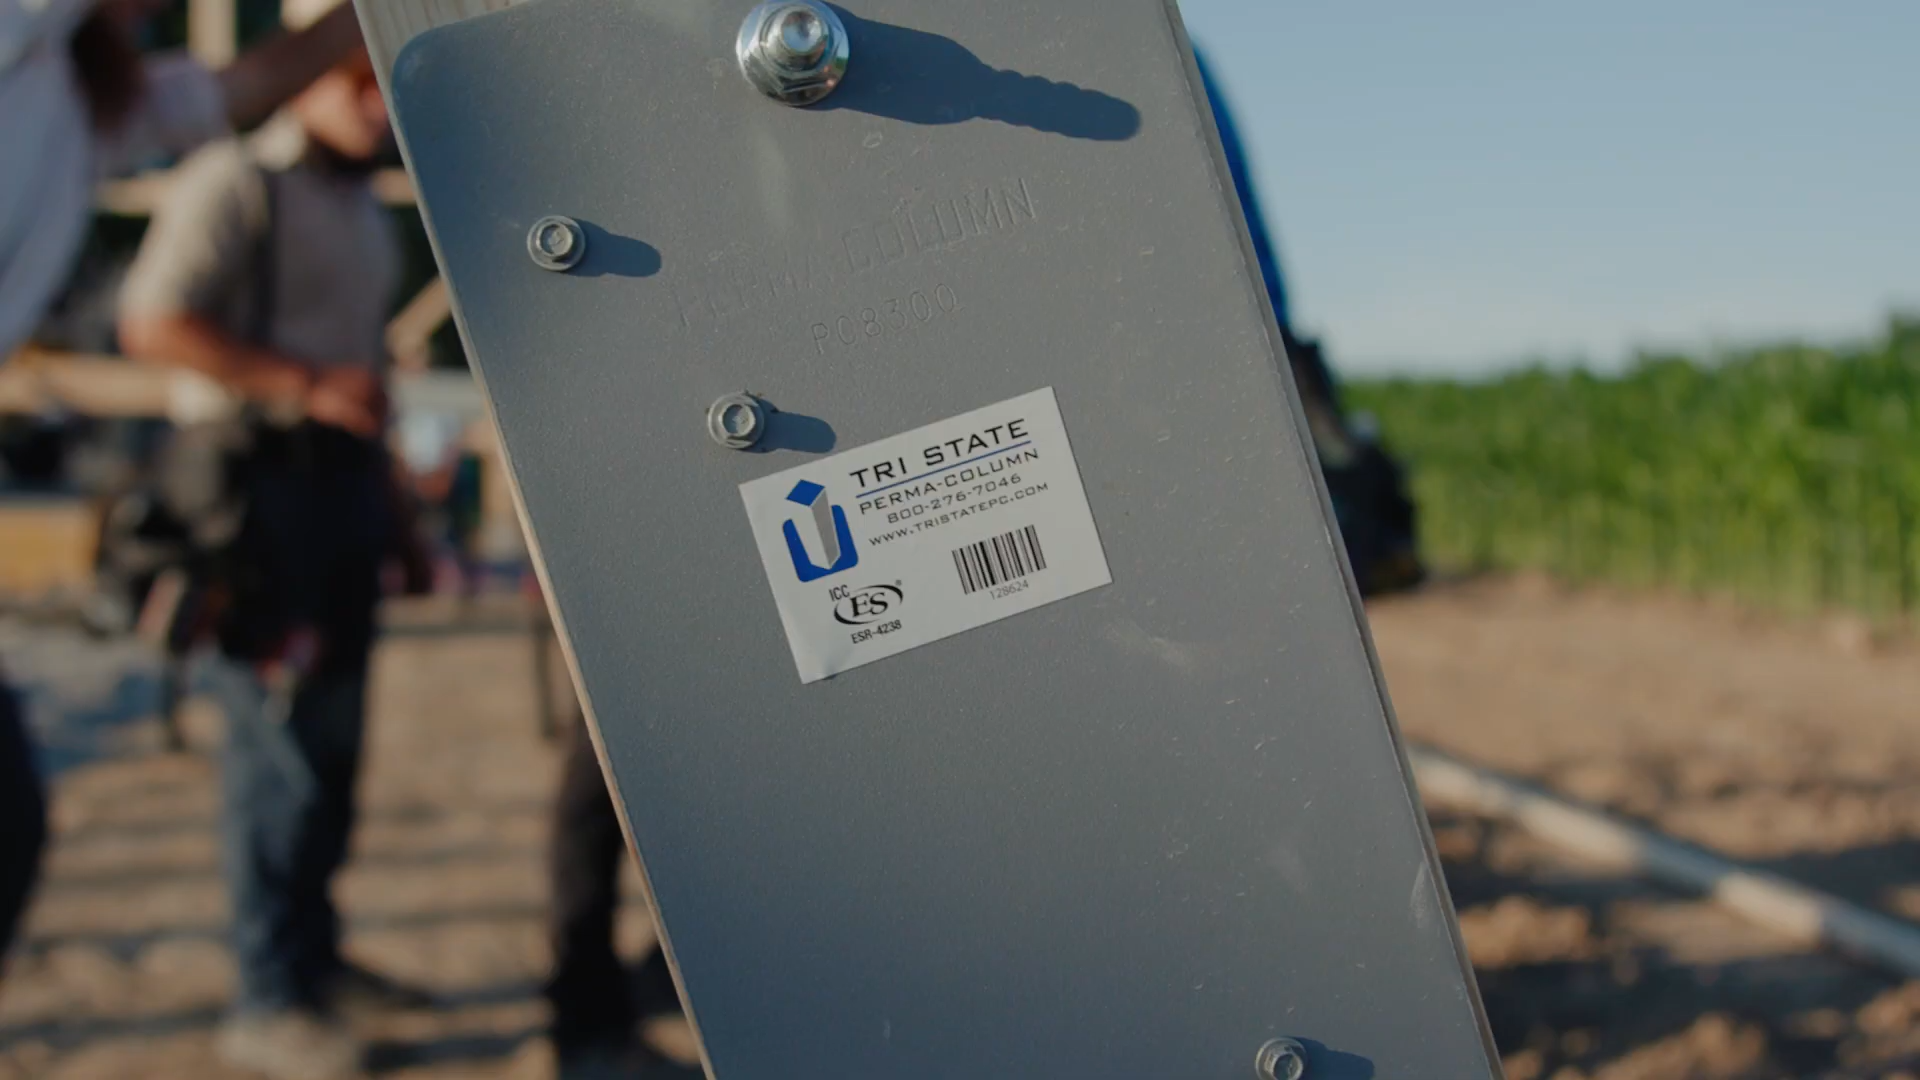 PERMA COLUMN
PC8300
TRI STATE
PERMA-COLUMN
800-276-7046
WWW.TRISTATEPC.COM
ICC
ES®
ESR-4238
128624